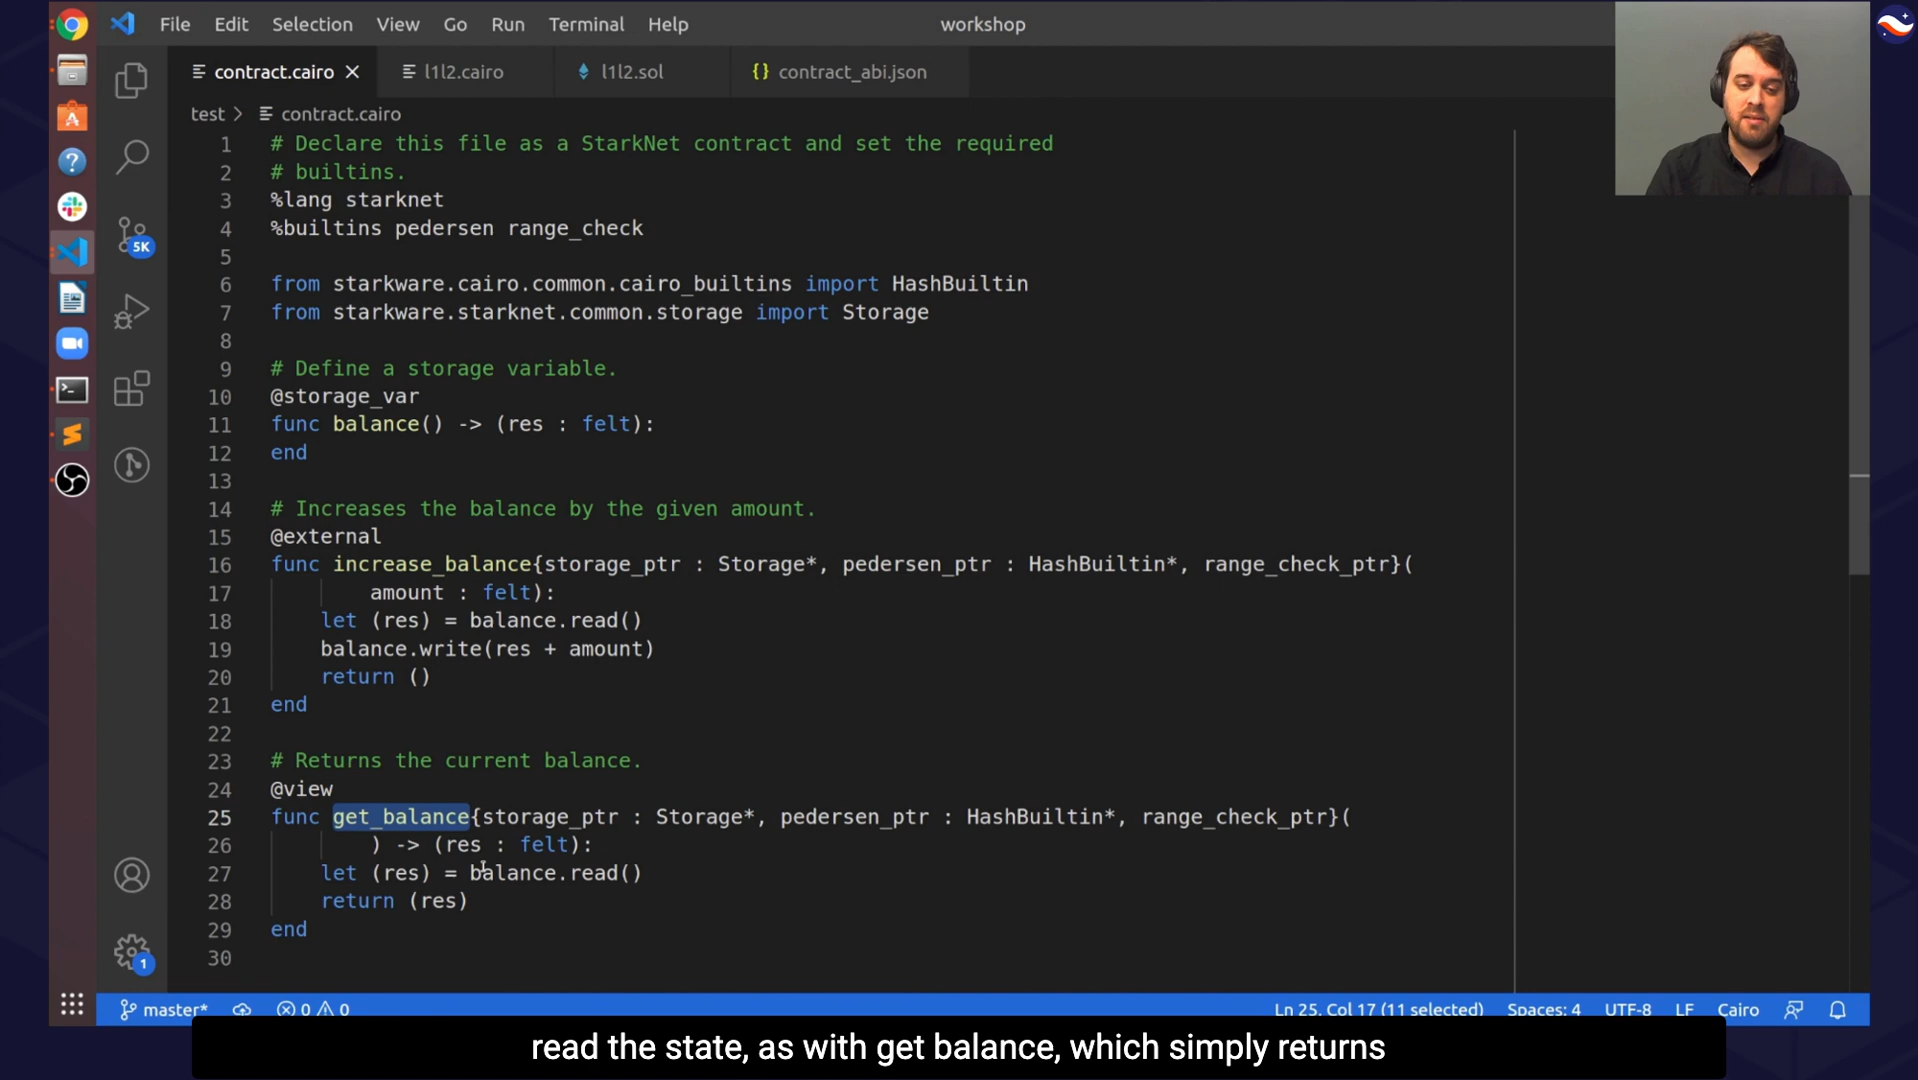 File Edit Selection View Go Run Terminal Help workshop
contract.cairo l1l2.cairo l1l2.sol {} contract_abi.json
test > contract.cairo
1 # Declare this file as a StarkNet contract and set the required
2 # builtins.
3 %lang starknet
4 %builtins pedersen range_check
5
6 from starkware.cairo.common.cairo_builtins import HashBuiltin
7 from starkware.starknet.common.storage import Storage
8
9 # Define a storage variable.
10 @storage_var
11 func balance() -> (res : felt):
12 end
13
14 # Increases the balance by the given amount.
15 @external
16 func increase_balance{storage_ptr : Storage*, pedersen_ptr : HashBuiltin*, range_check_ptr}(
17 amount : felt):
18 let (res) = balance.read()
19 balance.write(res + amount)
20 return ()
21 end
22
23 # Returns the current balance.
24 @view
25 func get_balance{storage_ptr : Storage*, pedersen_ptr : HashBuiltin*, range_check_ptr}(
26 ) -> (res : felt):
27 let (res) = balance.read()
28 return (res)
29 end
30
5K
1
master* 0 0 Ln 25, Col 17 (11 selected) Spaces: 4 UTF-8 LF Cairo
read the state, as with get balance, which simply returns